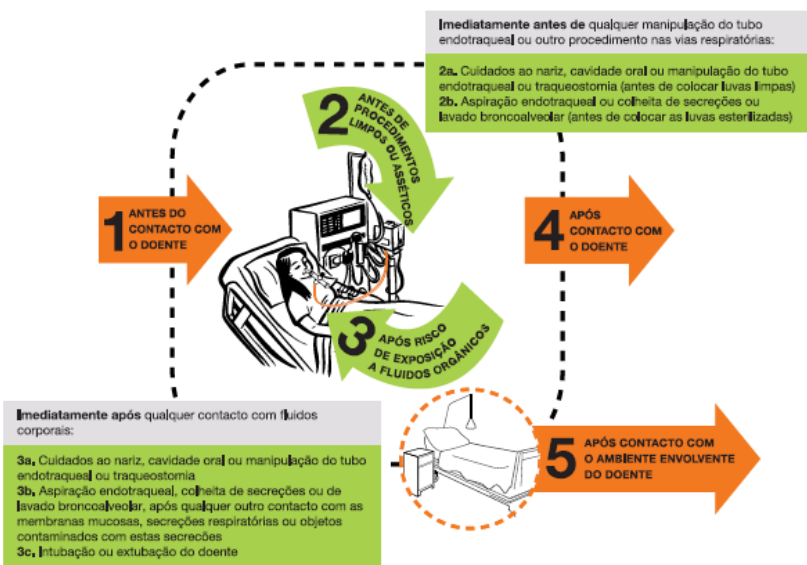 Imediatamente antes de qualquer manipulação do tubo
endotraqueal ou outro procedimento nas vias respiratórias:
2a. Cuidados ao nariz, cavidade oral ou manipulação do tubo
endotraqueal ou traqueostomia (antes de colocar luvas limpas)
2b. Aspiração endotraqueal ou colheita de secreções ou
lavado broncoalveolar (antes de colocar as luvas esterilizadas)
2 ANTES DE
PROCEDIMENTOS
LIMPOS OU ASSÉTICOS
1 ANTES DO
CONTACTO COM
O DOENTE
4 APÓS
CONTACTO COM
O DOENTE
3 APÓS RISCO
DE EXPOSIÇÃO
A FLUIDOS ORGÂNICOS
Imediatamente após qualquer contacto com fluidos
corporais:
3a. Cuidados ao nariz, cavidade oral ou manipulação do tubo
endotraqueal ou traqueostomia
3b. Aspiração endotraqueal, colheita de secreções ou de
lavado broncoalveolar, após qualquer outro contacto com as
membranas mucosas, secreções respiratórias ou objetos
contaminados com estas secrecões
3c. Intubação ou extubação do doente
5 APÓS CONTACTO COM
O AMBIENTE ENVOLVENTE
DO DOENTE